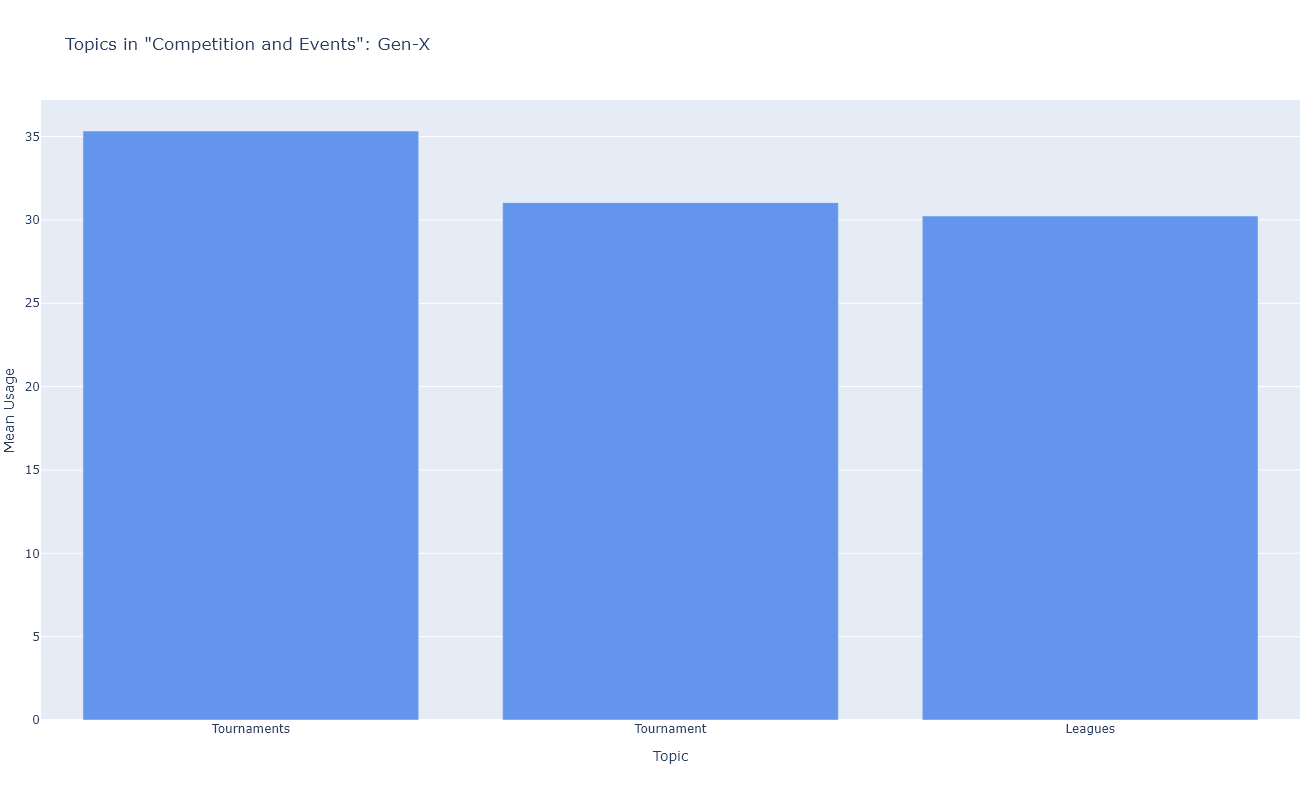 Topics in "Competition and Events": Gen-X
Mean Usage
35
30
25
20
15
10
5
0
Tournaments
Tournament
Leagues
Topic